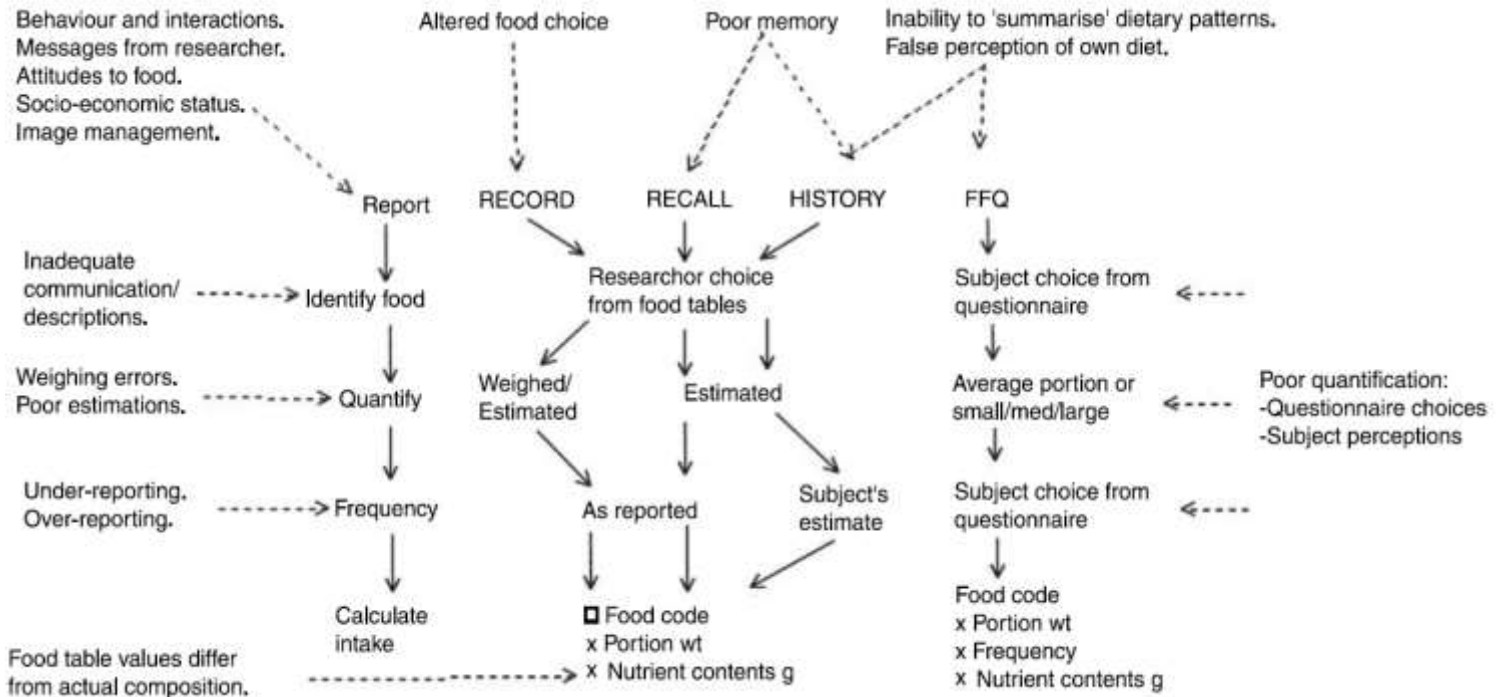 Behaviour and interactions.
Messages from researcher.
Attitudes to food.
Socio-economic status.
Image management.
Altered food choice
Poor memory
Inability to 'summarise' dietary patterns.
False perception of own diet.
Report
RECORD
RECALL
HISTORY
FFQ
Inadequate
communication/
descriptions.
Identify food
Researchor choice
from food tables
Subject choice from
questionnaire
Weighing errors.
Poor estimations.
Quantify
Weighed/
Estimated
Estimated
Average portion or
small/med/large
Poor quantification:
-Questionnaire choices
-Subject perceptions
Under-reporting.
Over-reporting.
Frequency
As reported
Subject's
estimate
Subject choice from
questionnaire
Calculate
intake
Food code
x Portion wt
x Nutrient contents g
Food code
x Portion wt
x Frequency
x Nutrient contents g
Food table values differ
from actual composition.